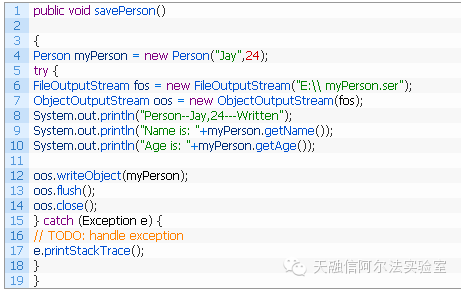 1 public void savePerson()
2
3 {
4 Person myPerson = new Person("Jay",24);
5 try {
6 FileOutputStream fos = new FileOutputStream("E:\\ myPerson.ser");
7 ObjectOutputStream oos = new ObjectOutputStream(fos);
8 System.out.println("Person--Jay,24---Written");
9 System.out.println("Name is: "+myPerson.getName());
10 System.out.println("Age is: "+myPerson.getAge());
11
12 oos.writeObject(myPerson);
13 oos.flush();
14 oos.close();
15 } catch (Exception e) {
16 // TODO: handle exception
17 e.printStackTrace();
18 }
19 }
天融信阿尔法实验室